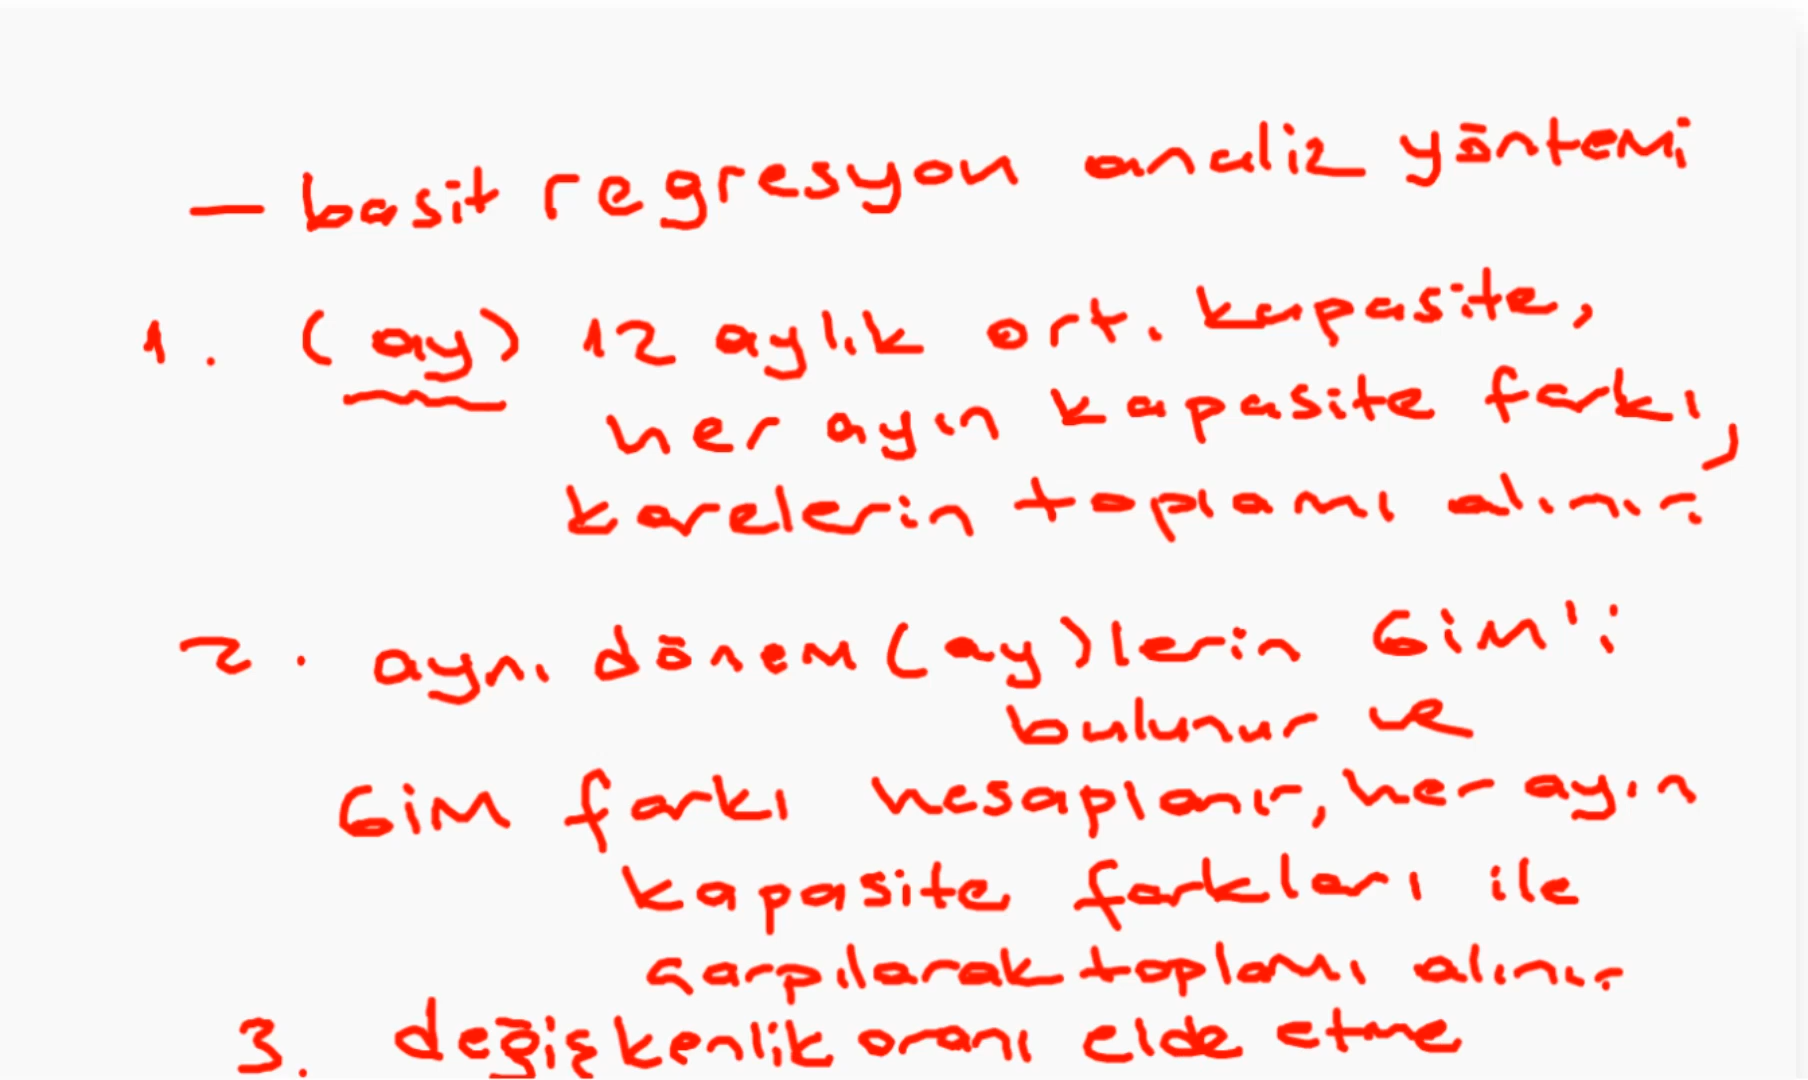 — basit regresyon analiz yöntemi
1. (ay) 12 aylık ort. kapasite,
her ayın kapasite farkı,
karelerin toplamı alınır.
2. aynı dönem (ay)lerin GİM'i
bulunur ve
GİM farkı hesaplanır, her ayın
kapasite farkları ile
çarpılarak toplamı alınır.
3. değişkenlik oranı elde etme